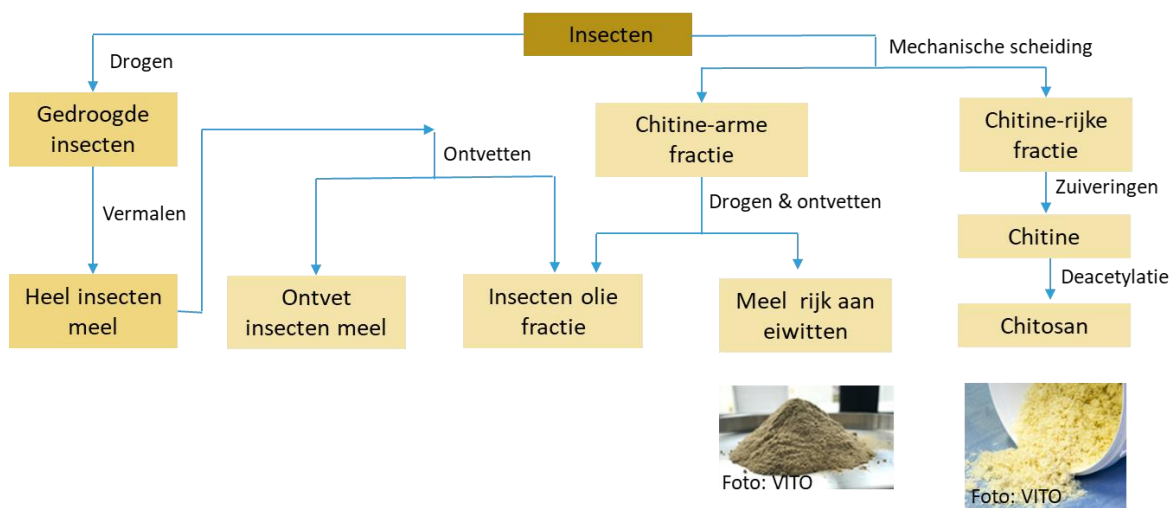 Insecten
Drogen
Mechanische scheiding
Gedroogde
insecten
Chitine-arme
fractie
Chitine-rijke
fractie
Ontvetten
Vermalen
Drogen & ontvetten
Zuiveringen
Chitine
Deacetylatie
Heel insecten
meel
Ontvet
insecten meel
Insecten olie
fractie
Meel rijk aan
eiwitten
Chitosan
Foto: VITO
Foto: VITO